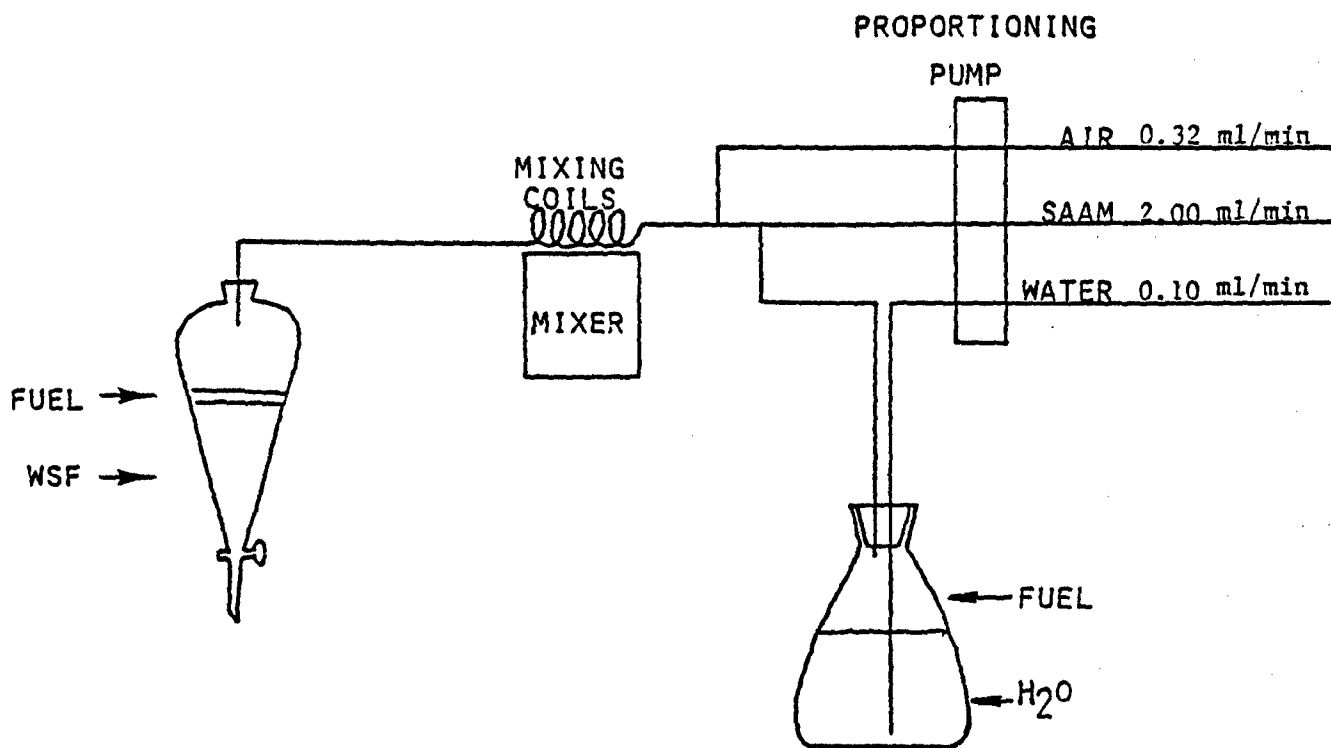 PROPORTIONING
PUMP
AIR 0.32 ml/min
MIXING
COILS
SAAM 2.00 ml/min
WATER 0.10 ml/min
MIXER
FUEL
WSF
FUEL
H₂O